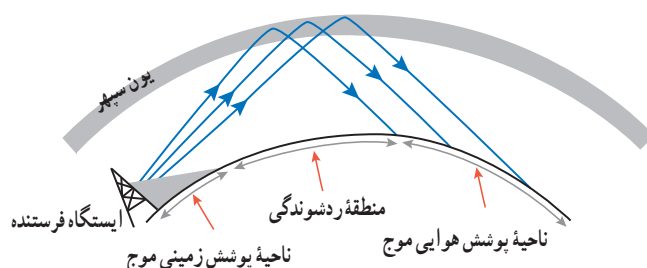 یون سپهر
ایستگاه فرستنده
منطقهٔ ردشوندگی
ناحیهٔ پوشش هوایی موج
ناحیهٔ پوشش زمینی موج